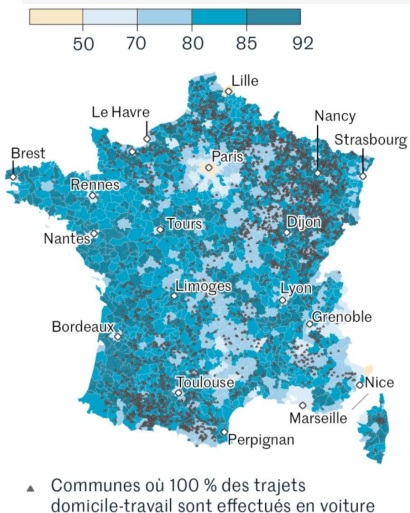 50 70 80 85 92
Lille
Le Havre
Nancy
Strasbourg
Paris
Brest
Rennes
Dijon
Tours
Nantes
Limoges
Lyon
Grenoble
Bordeaux
Toulouse
Nice
Marseille
Perpignan
Communes où 100 % des trajets
domicile-travail sont effectués en voiture